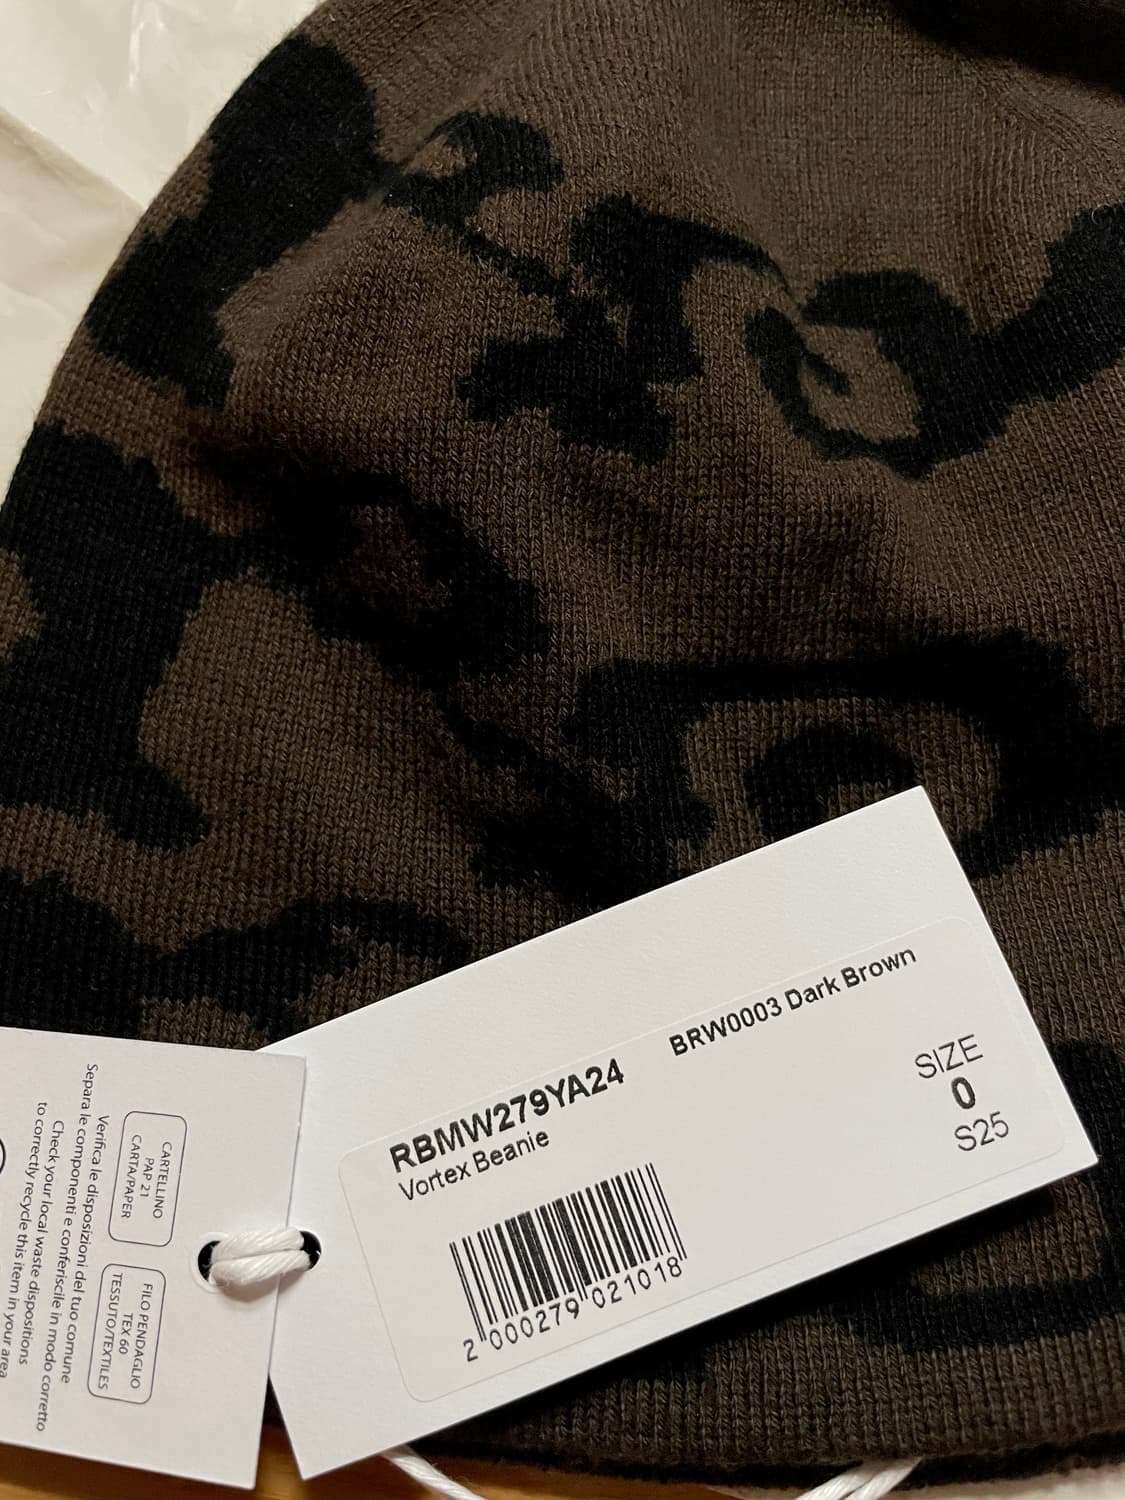 RBMW279YA24
BRW0003 Dark Brown
Vortex Beanie
SIZE
0
S25
2 000279 021018
CARTELLINO
PAP 21
CARTA/PAPER
FILO PENDAGLIO
TEX 60
TESSUTO/TEXTILES
Verifica le disposizioni del tuo comune
Separa le componenti e conferiscile in modo corretto
Check your local waste dispositions
to correctly recycle this item in your area